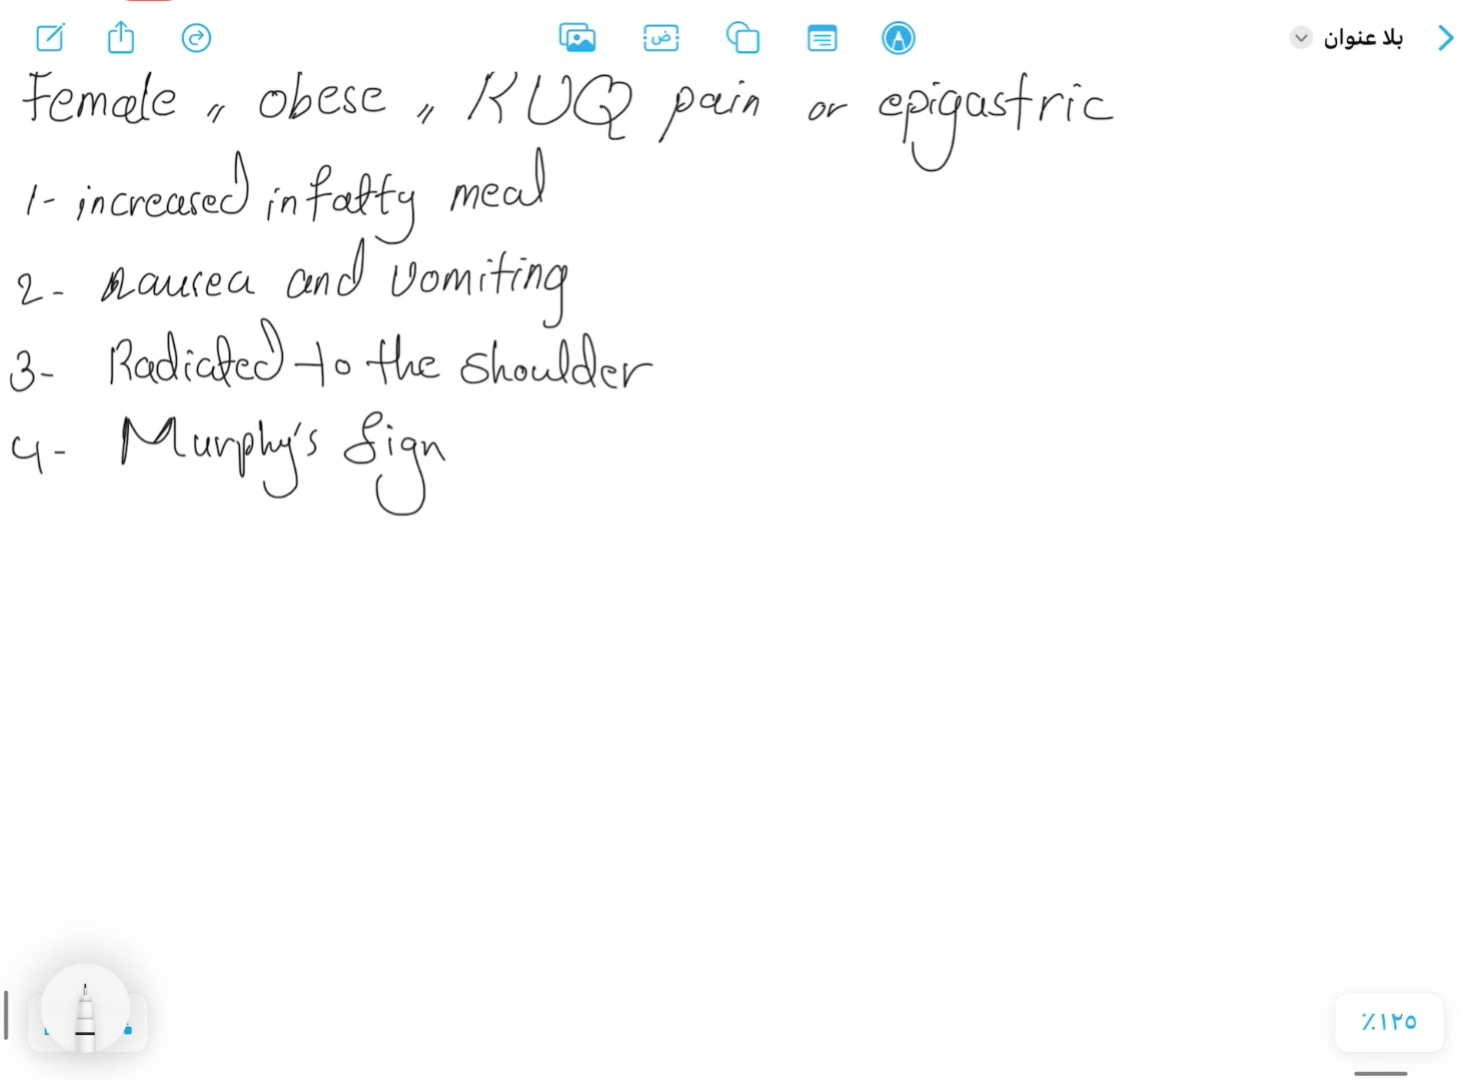 بلا عنوان
Female ,, obese ,, RUQ pain or epigastric
1- increased in fatty meal
2- nausea and vomiting
3- Radiated to the shoulder
4- Murphy's sign
٪١٢٥